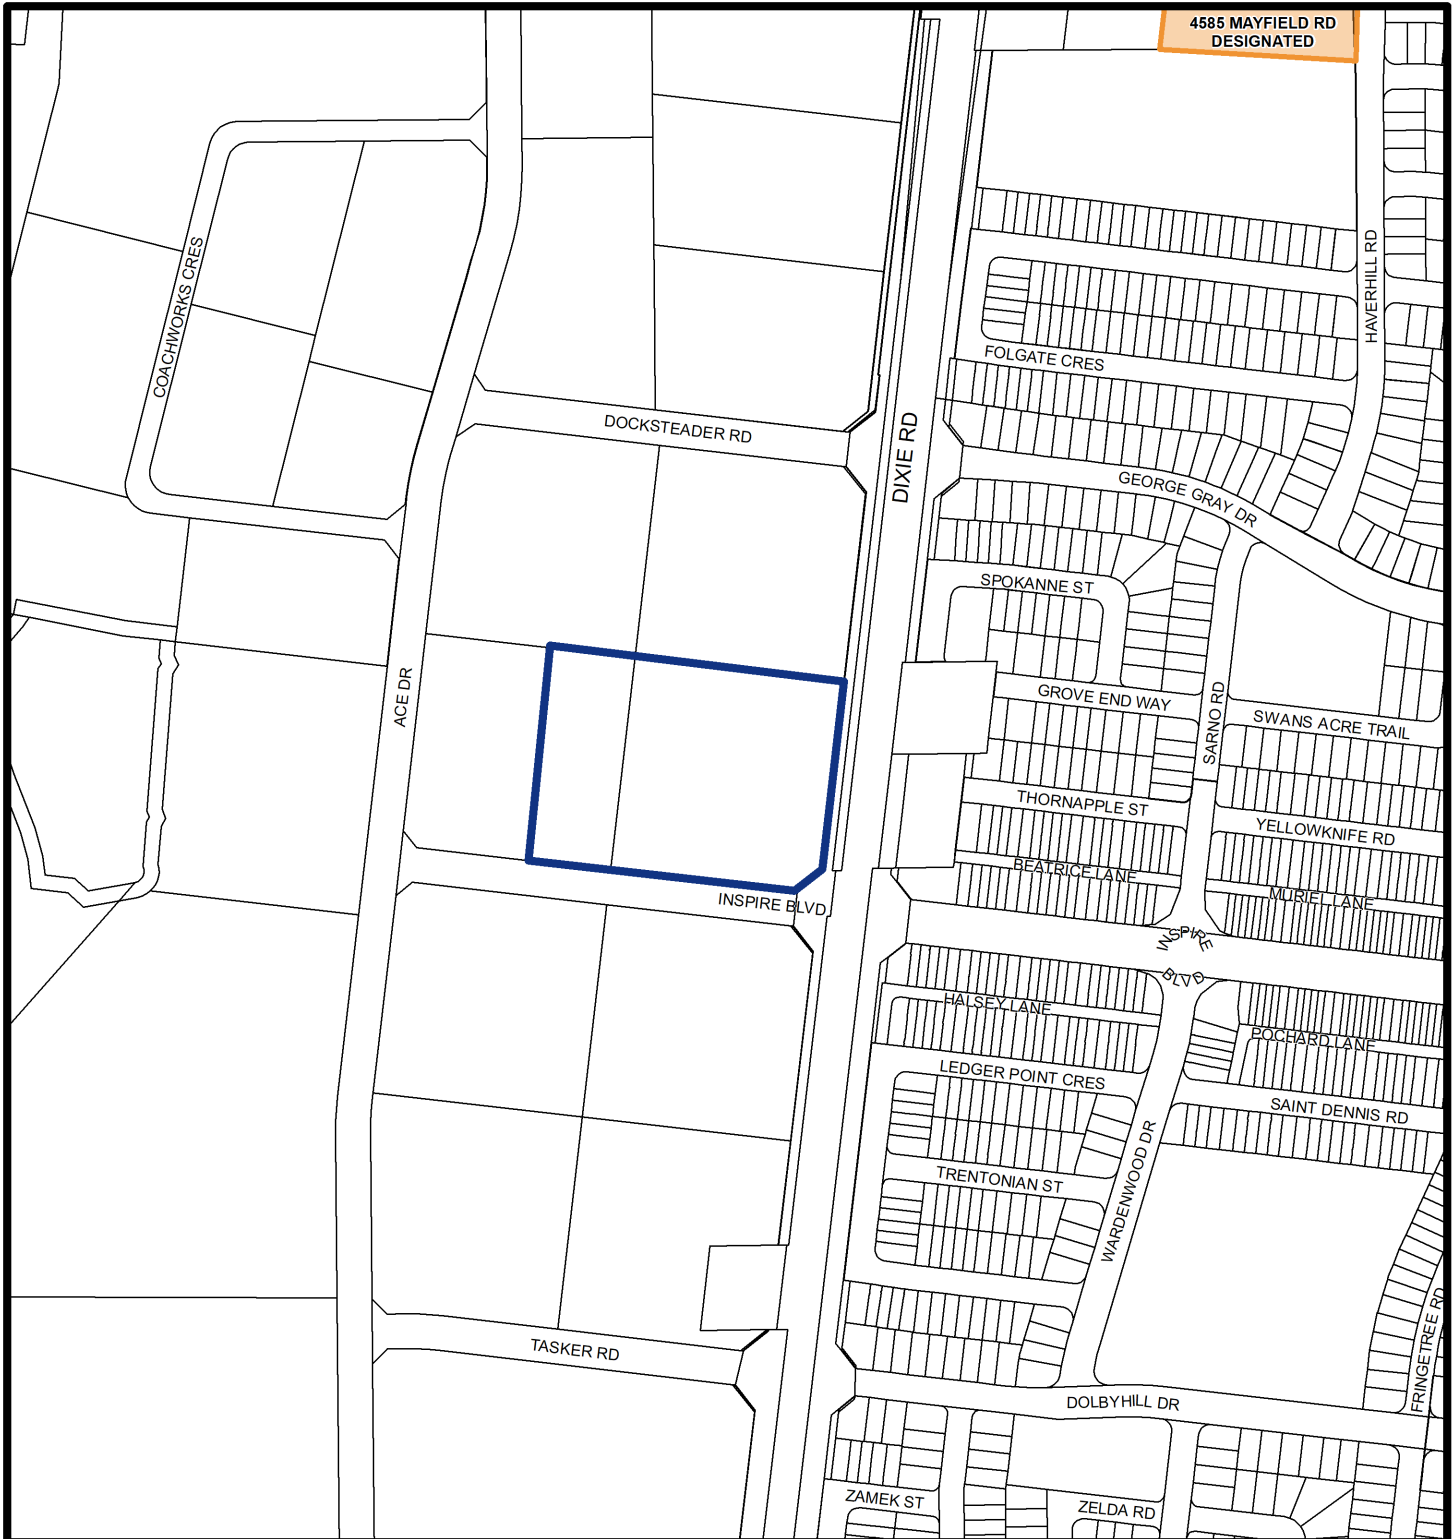 4585 MAYFIELD RD
DESIGNATED
COACHWORKS CRES
HAVERHILL RD
FOLGATE CRES
DOCKSTEADER RD
DIXIE RD
GEORGE GRAY DR
SPOKANNE ST
ACE DR
GROVE END WAY
SARNO RD
SWANS ACRE TRAIL
THORNAPPLE ST
YELLOWKNIFE RD
BEATRICE LANE
MURIEL LANE
INSPIRE BLVD
INSPIRE
BLVD
HALSEY LANE
POCHARD LANE
LEDGER POINT CRES
SAINT DENNIS RD
TRENTONIAN ST
WARDENWOOD DR
TASKER RD
FRINGETREE RD
DOLBYHILL DR
ZAMEK ST
ZELDA RD